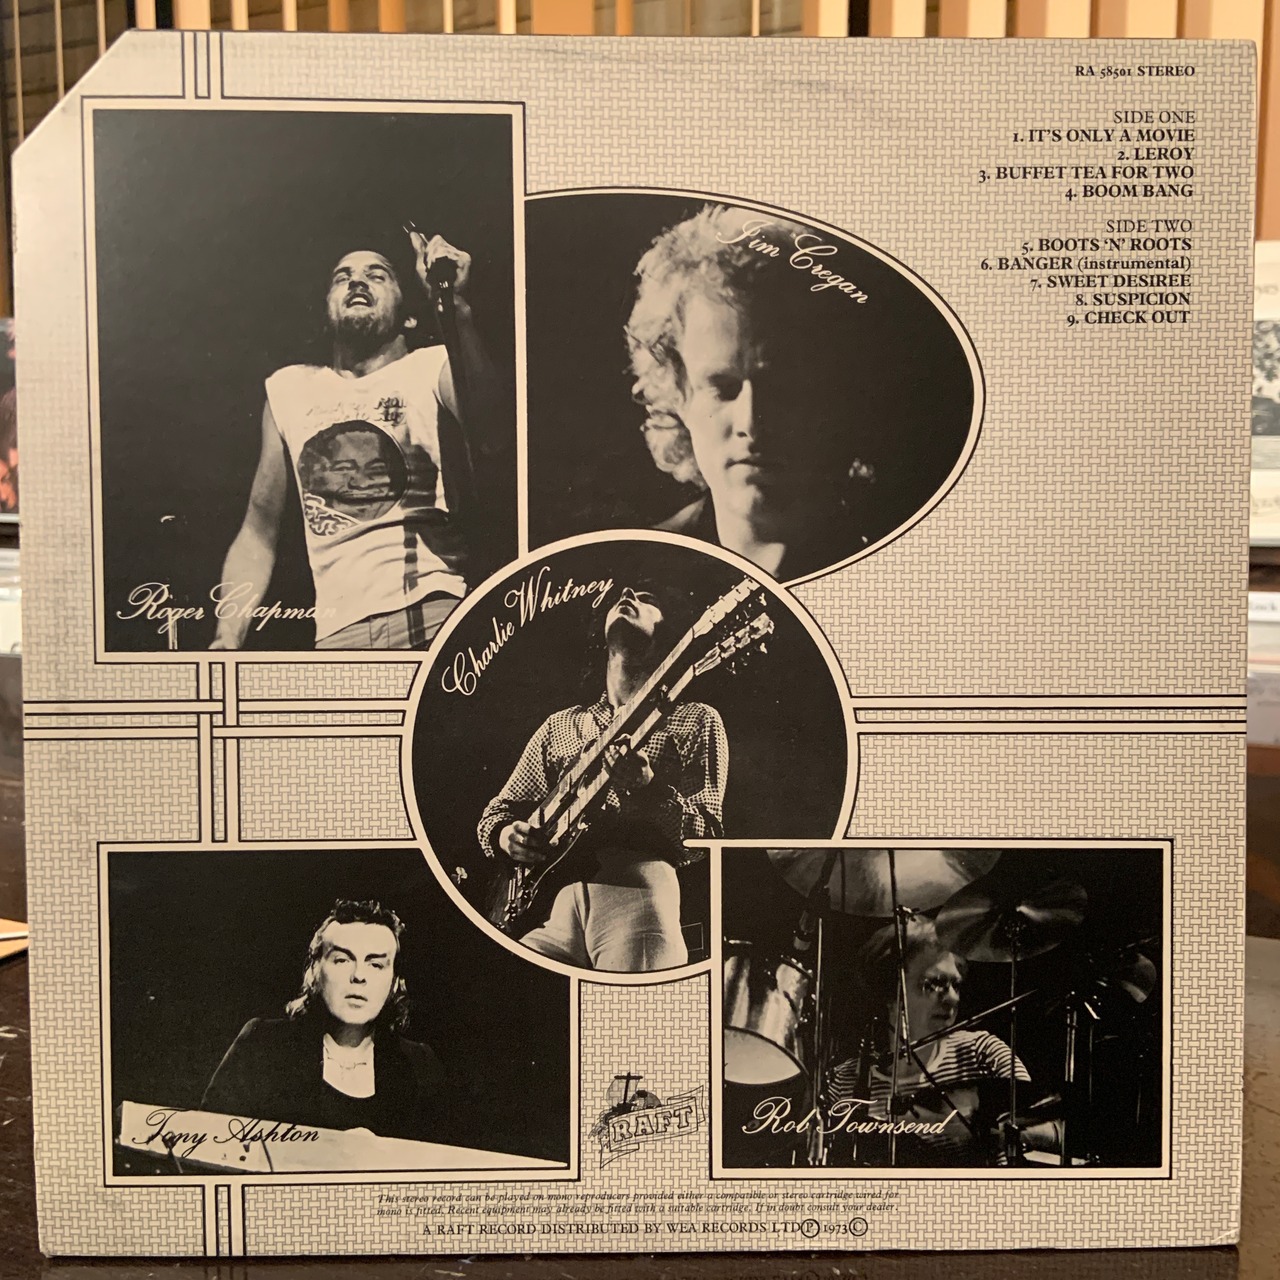 RA 58501 STEREO
SIDE ONE
1. IT'S ONLY A MOVIE
2. LEROY
3. BUFFET TEA FOR TWO
4. BOOM BANG
SIDE TWO
5. BOOTS 'N' ROOTS
6. BANGER (instrumental)
7. SWEET DESIREE
8. SUSPICION
9. CHECK OUT
Jim Cregan
Roger Chapman
Charlie Whitney
Tony Ashton
RAFT
Rob Townsend
This stereo record can be played on mono reproducers provided either a compatible or stereo cartridge wired for
mono is fitted. Recent equipment may already be fitted with a suitable cartridge. If in doubt consult your dealer.
A RAFT RECORD DISTRIBUTED BY WEA RECORDS LTD Ⓟ 1973 ©